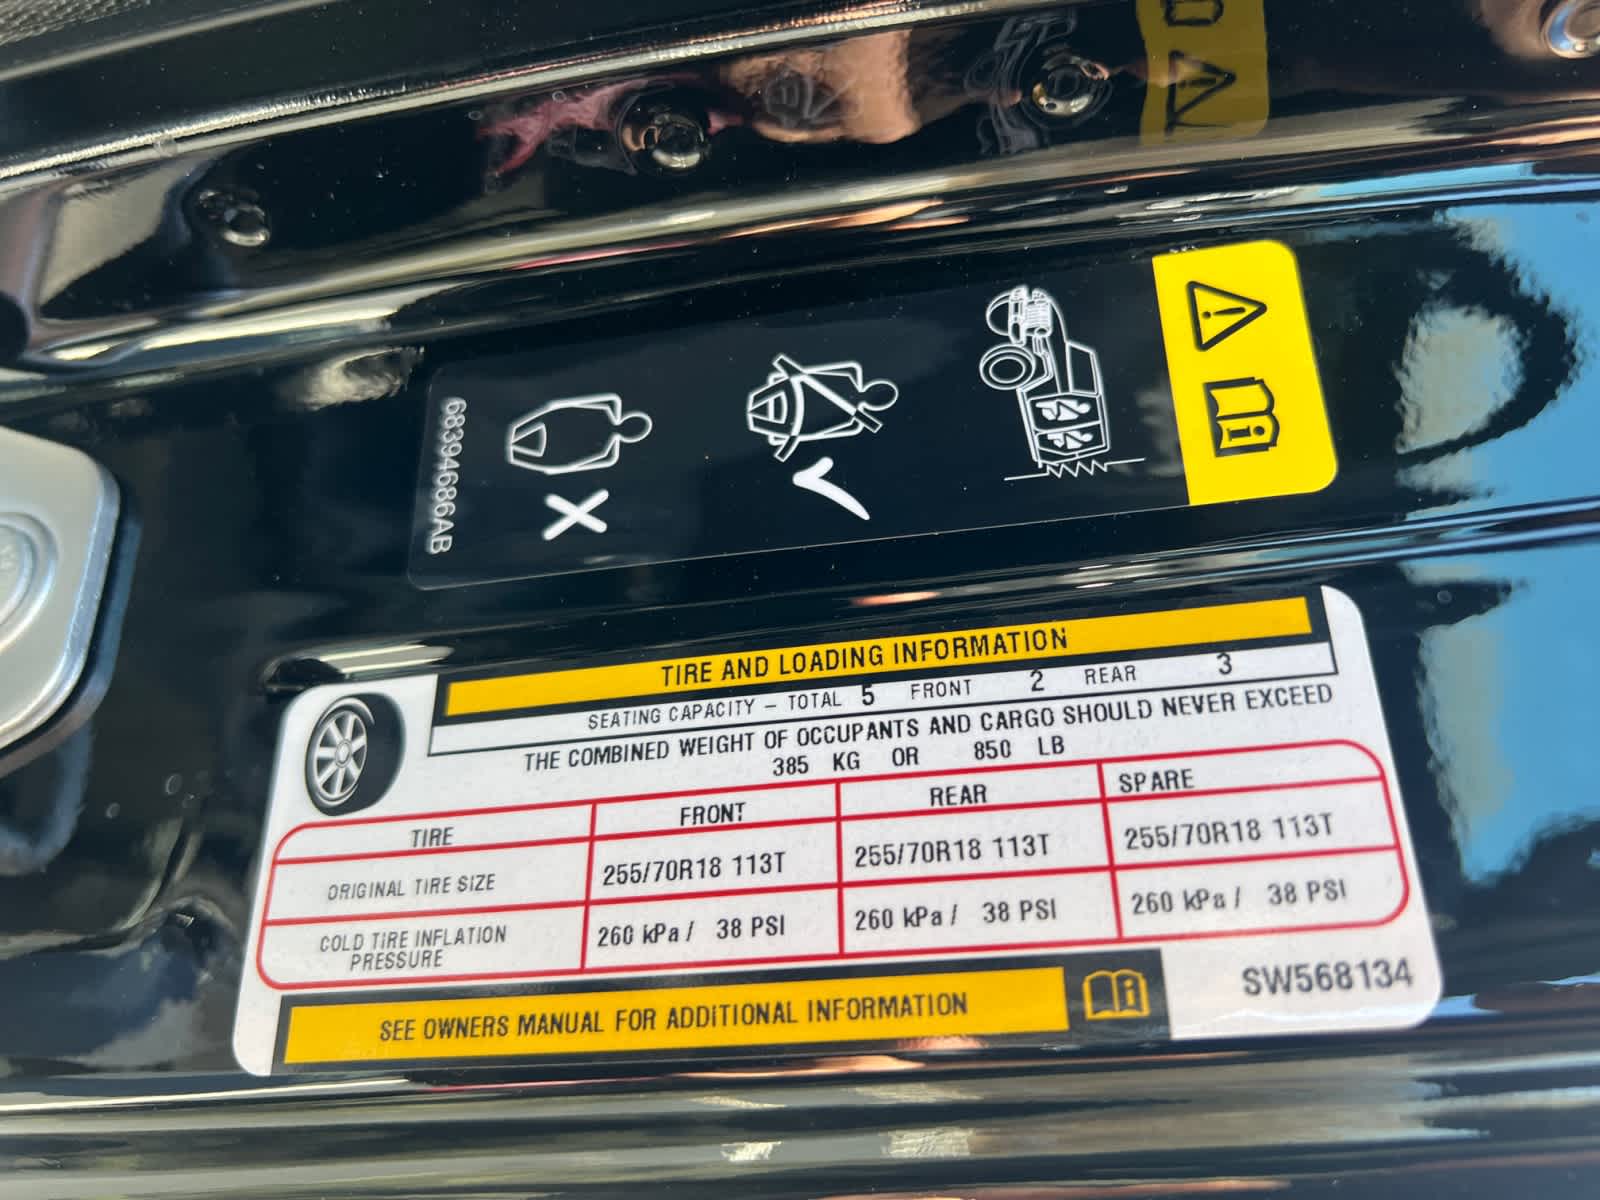 68394686AB
TIRE AND LOADING INFORMATION
SEATING CAPACITY – TOTAL 5 FRONT 2 REAR 3
THE COMBINED WEIGHT OF OCCUPANTS AND CARGO SHOULD NEVER EXCEED
385 KG OR 850 LB
TIRE FRONT REAR SPARE
ORIGINAL TIRE SIZE 255/70R18 113T 255/70R18 113T 255/70R18 113T
COLD TIRE INFLATION
PRESSURE 260 kPa / 38 PSI 260 kPa / 38 PSI 260 kPa / 38 PSI
SEE OWNERS MANUAL FOR ADDITIONAL INFORMATION
SW568134